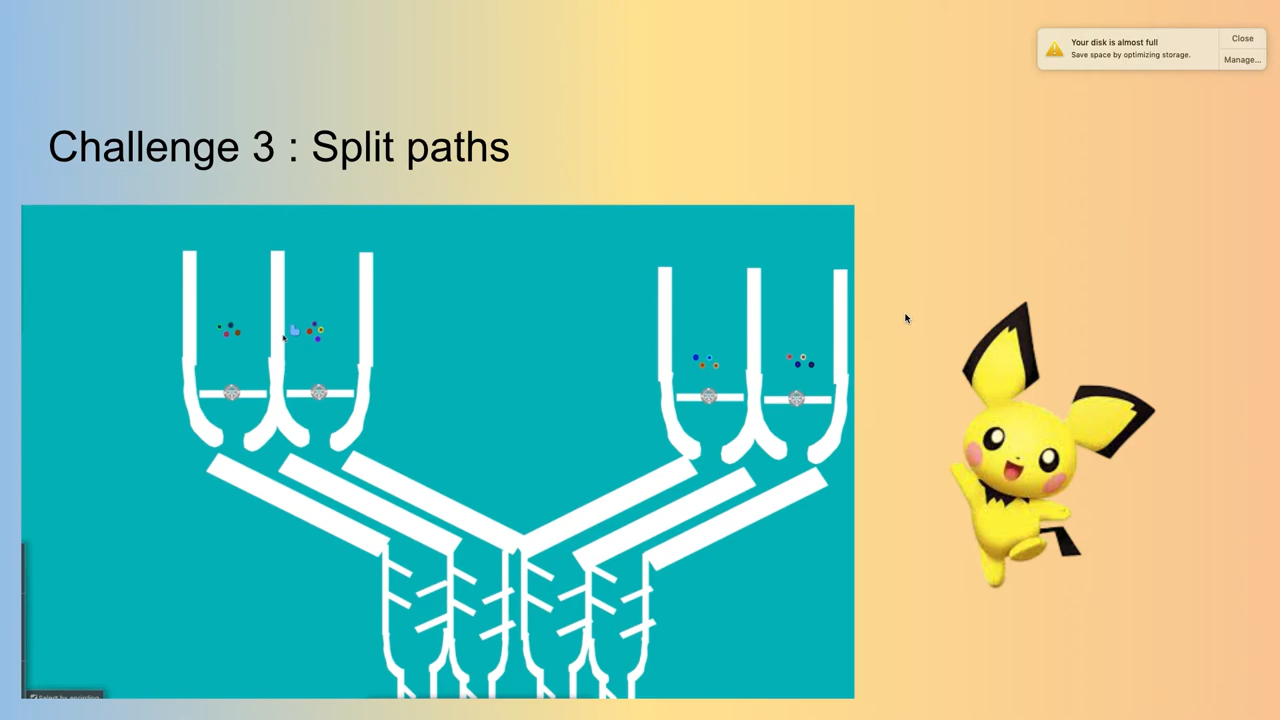 Your disk is almost full
Save space by optimizing storage.
Close
Manage...
Challenge 3 : Split paths